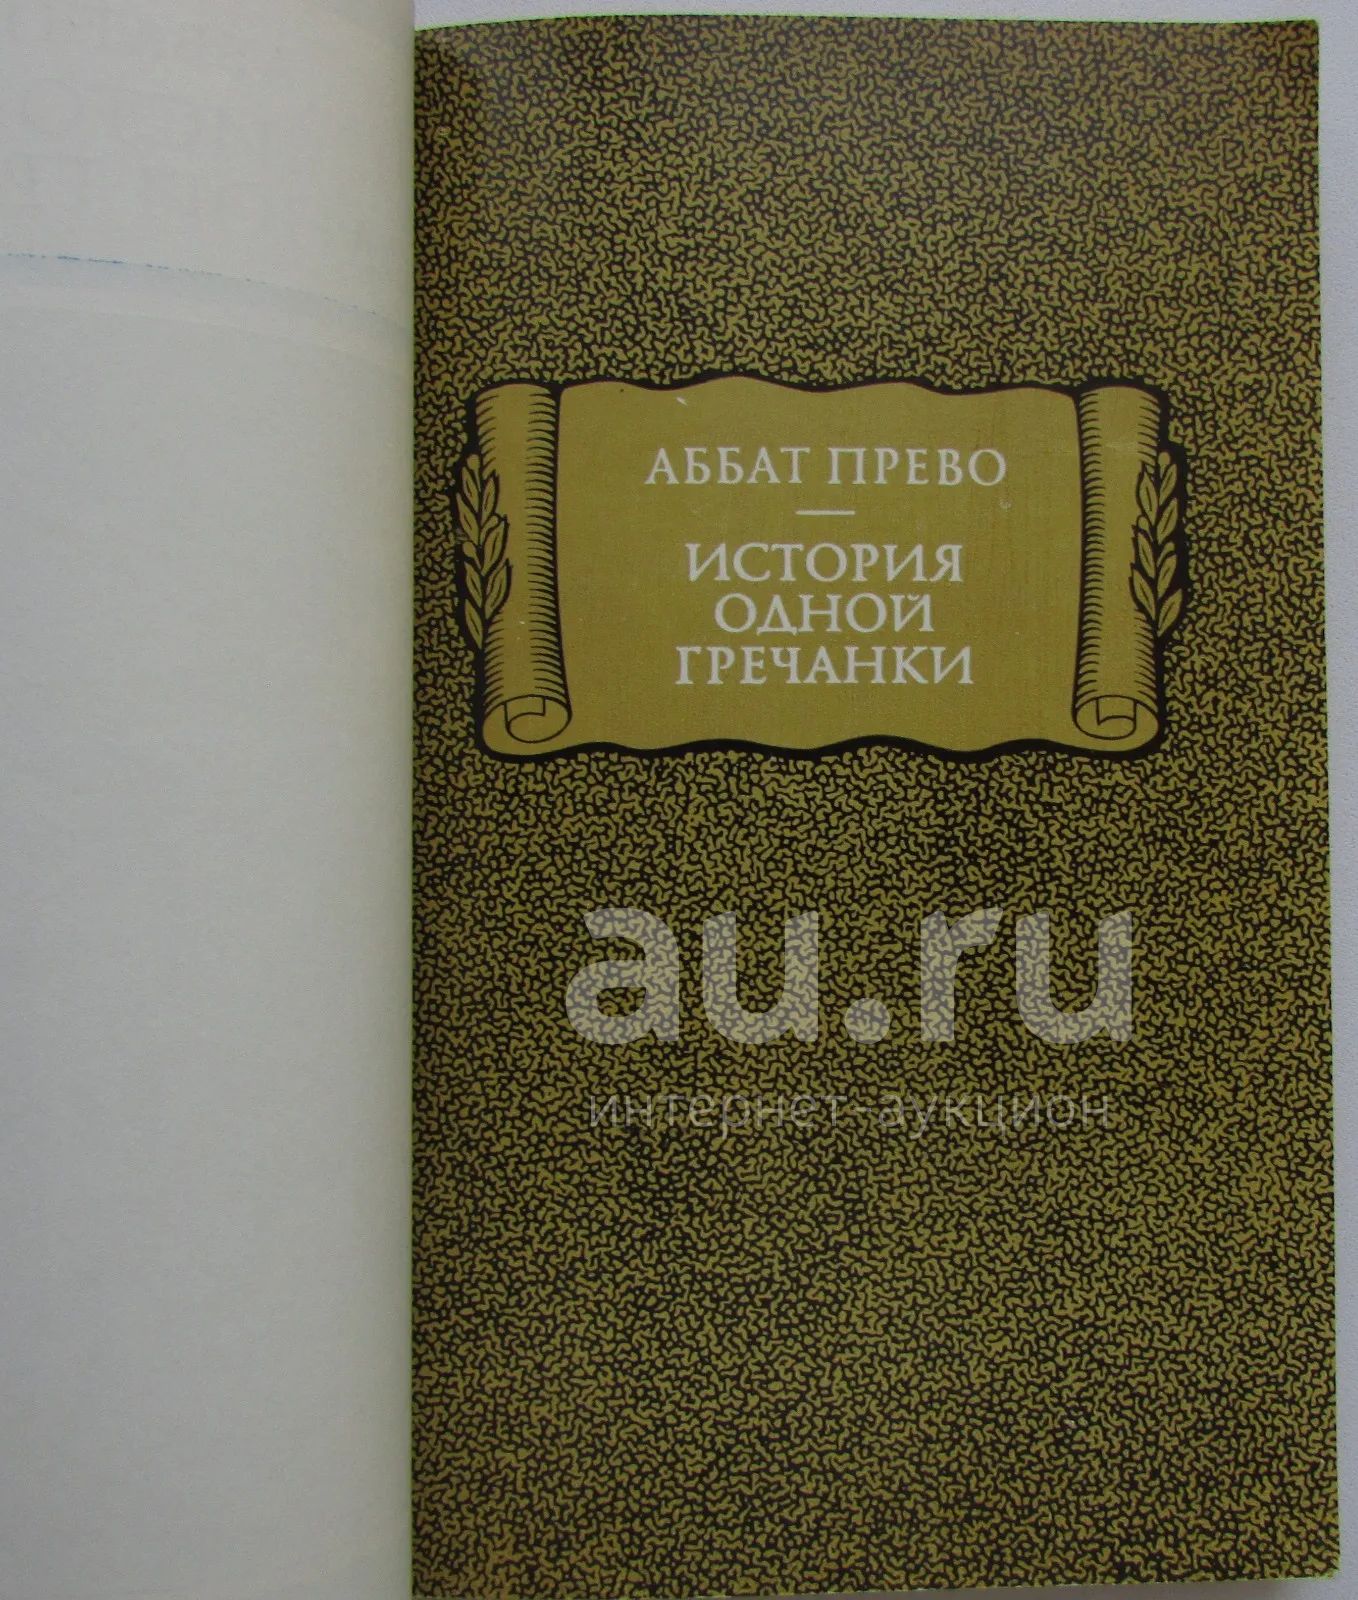 АББАТ ПРЕВО
ИСТОРИЯ
ОДНОЙ
ГРЕЧАНКИ
au.ru
интернет-аукцион